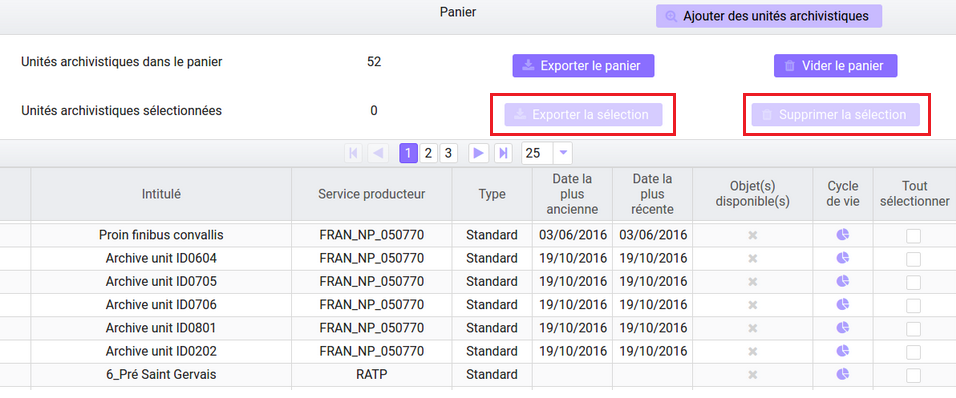 Panier
Ajouter des unités archivistiques
Unités archivistiques dans le panier 52 Exporter le panier Vider le panier
Unités archivistiques sélectionnées 0 Exporter la sélection Supprimer la sélection
1 2 3 25
Intitulé Service producteur Type Date la plus ancienne Date la plus récente Objet(s) disponible(s) Cycle de vie Tout sélectionner
Proin finibus convallis FRAN_NP_050770 Standard 03/06/2016 03/06/2016
Archive unit ID0604 FRAN_NP_050770 Standard 19/10/2016 19/10/2016
Archive unit ID0705 FRAN_NP_050770 Standard 19/10/2016 19/10/2016
Archive unit ID0706 FRAN_NP_050770 Standard 19/10/2016 19/10/2016
Archive unit ID0801 FRAN_NP_050770 Standard 19/10/2016 19/10/2016
Archive unit ID0202 FRAN_NP_050770 Standard 19/10/2016 19/10/2016
6_Pré Saint Gervais RATP Standard